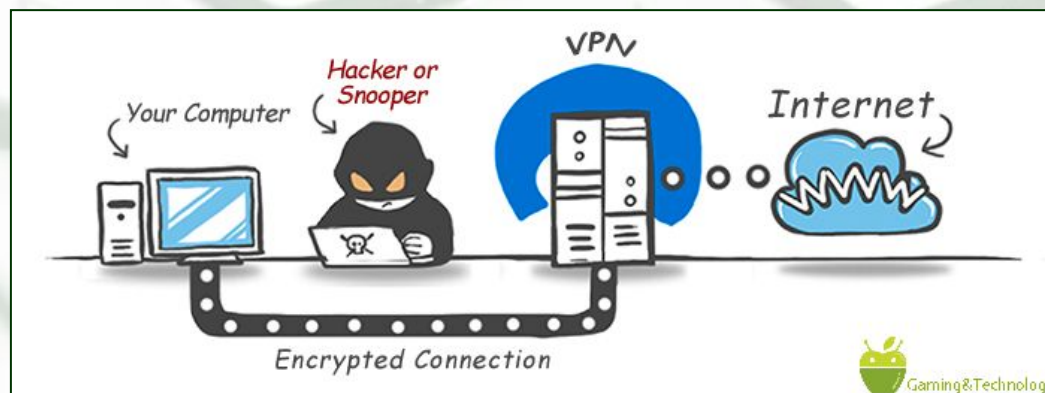 VPN
Hacker or
Snooper
Your Computer
Internet
Encrypted Connection
Gaming&Technolog